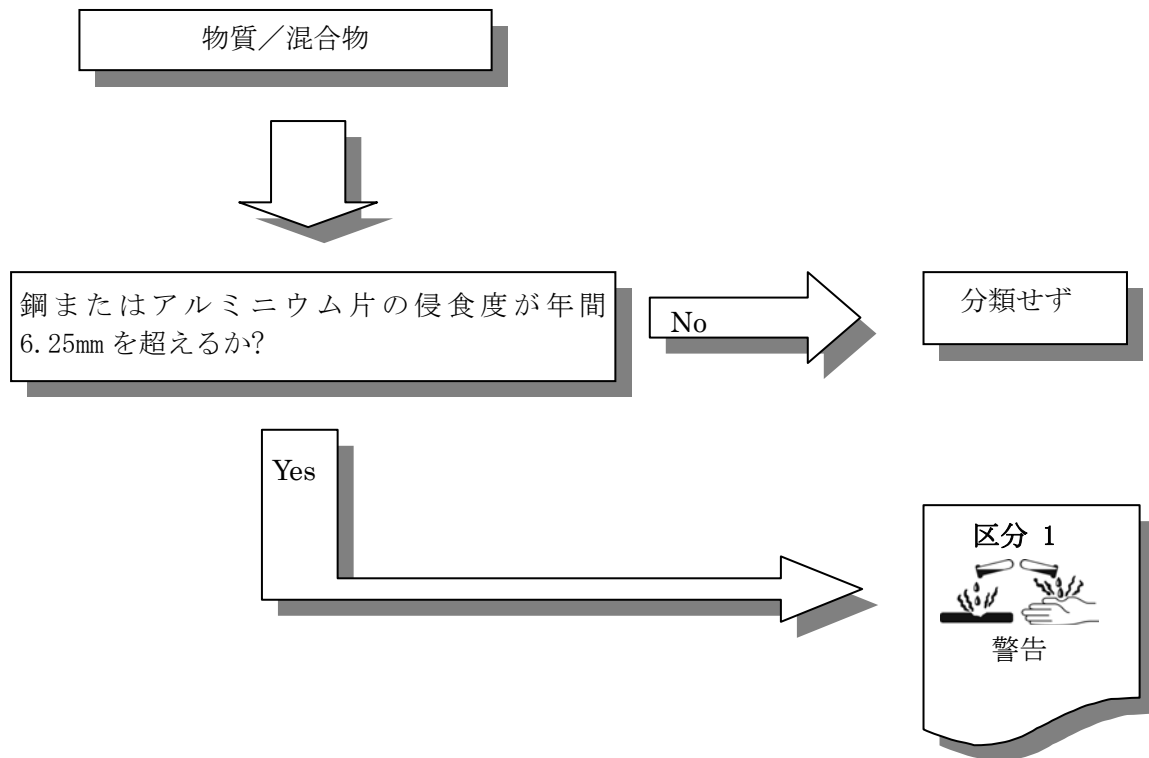 物質／混合物
鋼またはアルミニウム片の侵食度が年間
6.25㎜を超えるか?
No
分類せず
Yes
区分 1
警告